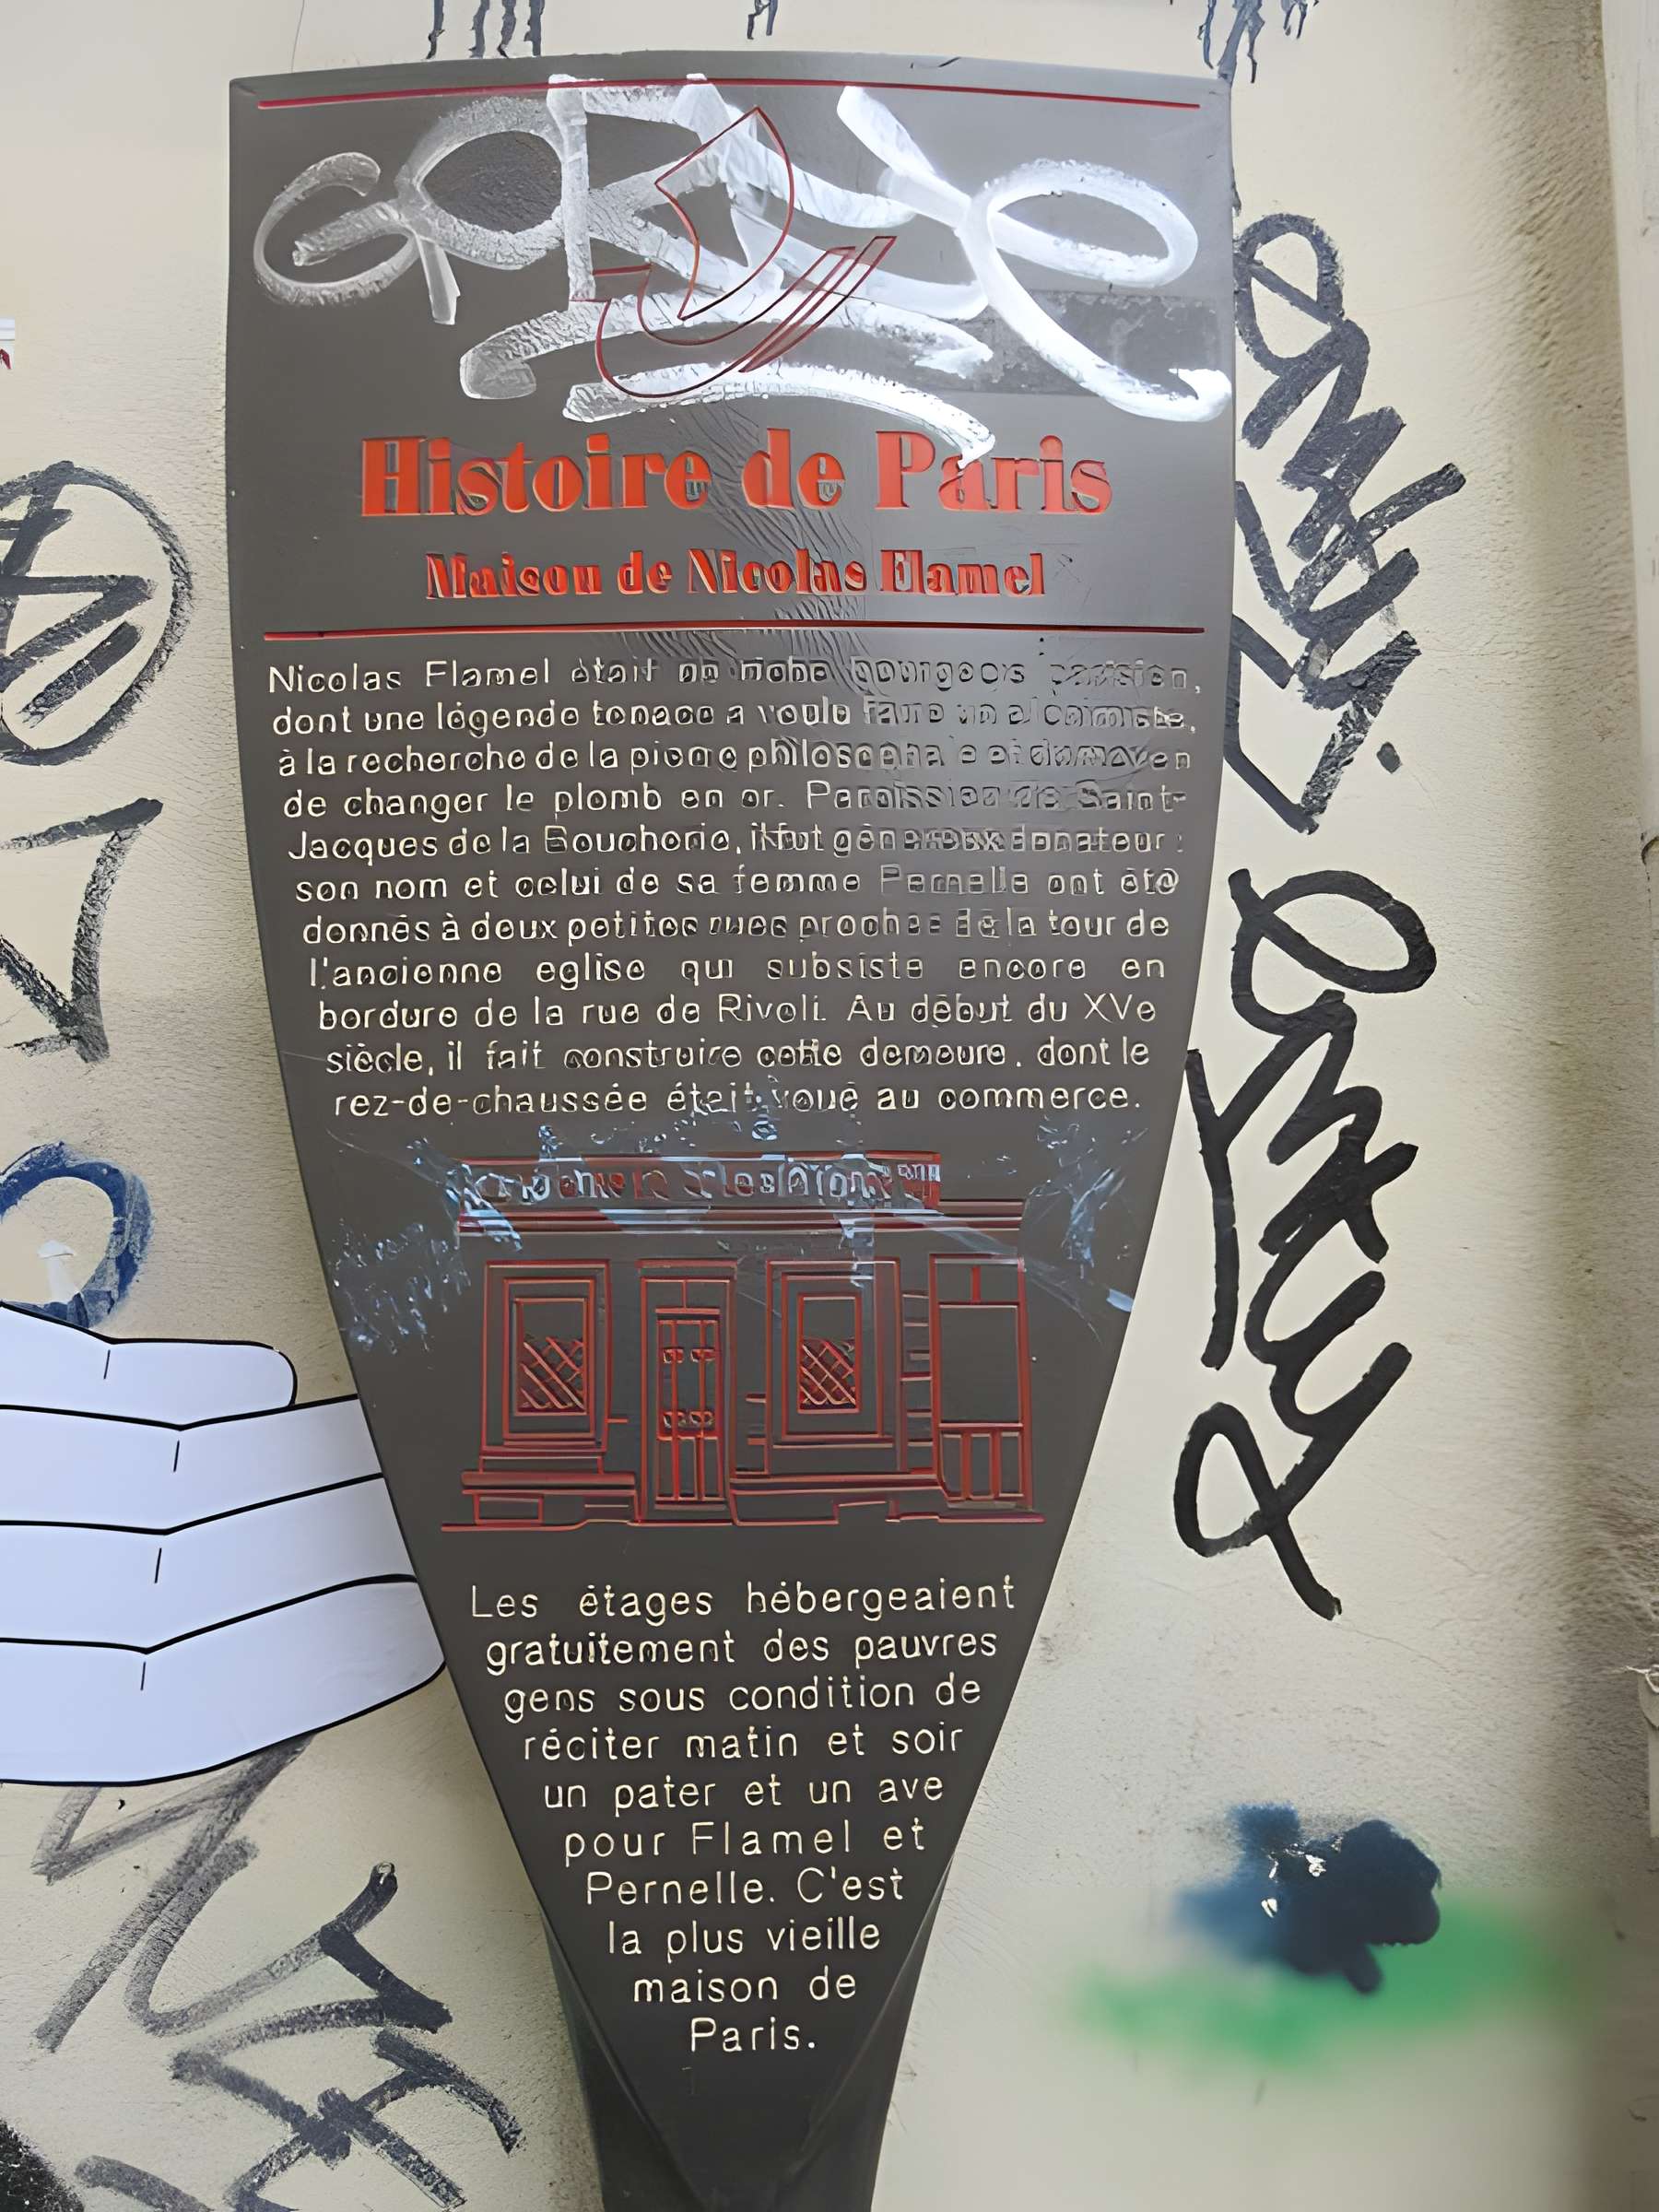 Histoire de Paris
Maison de Nicolas Flamel
Nicolas Flamel était un riche bourgeois parisien,
dont une légende tenace a voulu faire un alchimiste,
à la recherche de la pierre philosophale et du moyen
de changer le plomb en or. Paroissien de Saint-
Jacques de la Boucherie, il fut généreux donateur :
son nom et celui de sa femme Pernelle ont été
donnés à deux petites rues proches de la tour de
l'ancienne eglise qui subsiste encore en
bordure de la rue de Rivoli. Au début du XVe
siècle, il fait construire cette demeure, dont le
rez-de-chaussée était voué au commerce.
Les étages hébergeaient
gratuitement des pauvres
gens sous condition de
réciter matin et soir
un pater et un ave
pour Flamel et
Pernelle. C'est
la plus vieille
maison de
Paris.